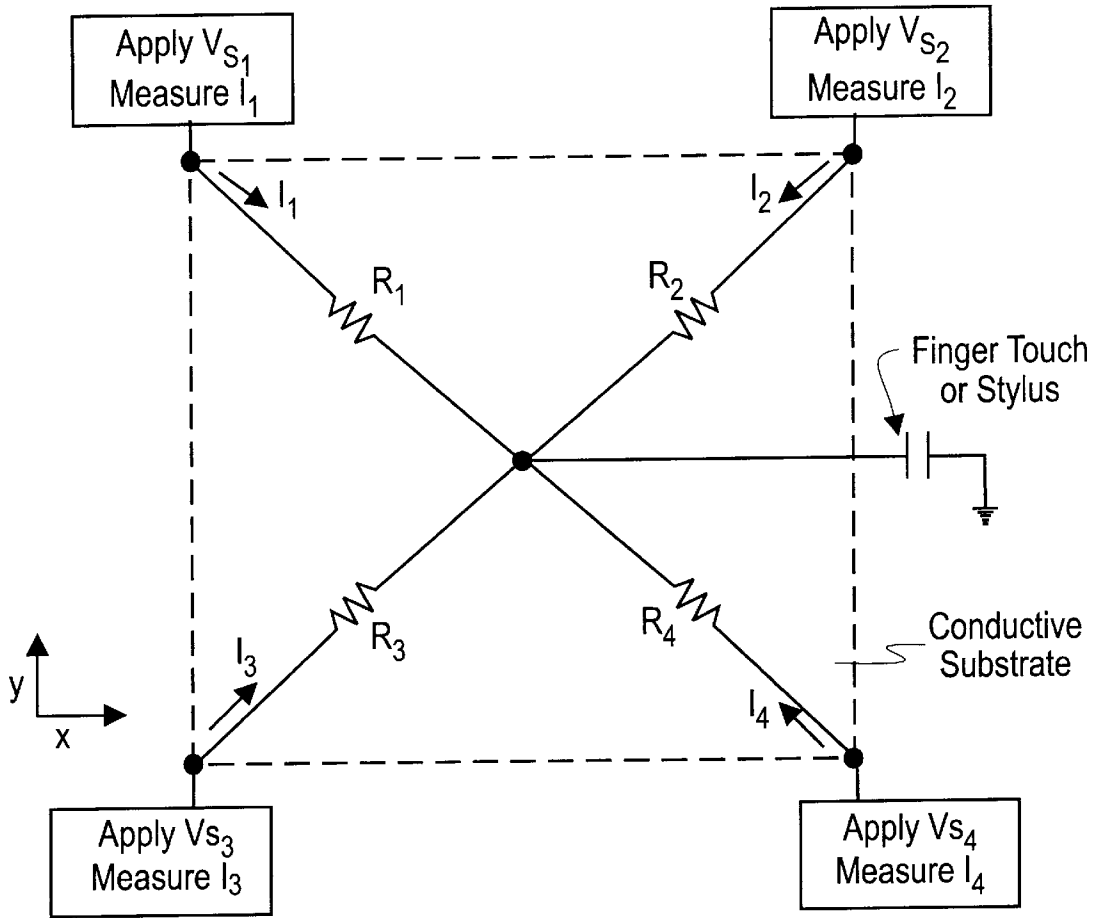 Apply V_S1
Measure I_1
Apply V_S2
Measure I_2
I_1
I_2
R_1
R_2
Finger Touch
or Stylus
R_3
R_4
Conductive
Substrate
I_3
I_4
y
x
Apply Vs_3
Measure I_3
Apply Vs_4
Measure I_4